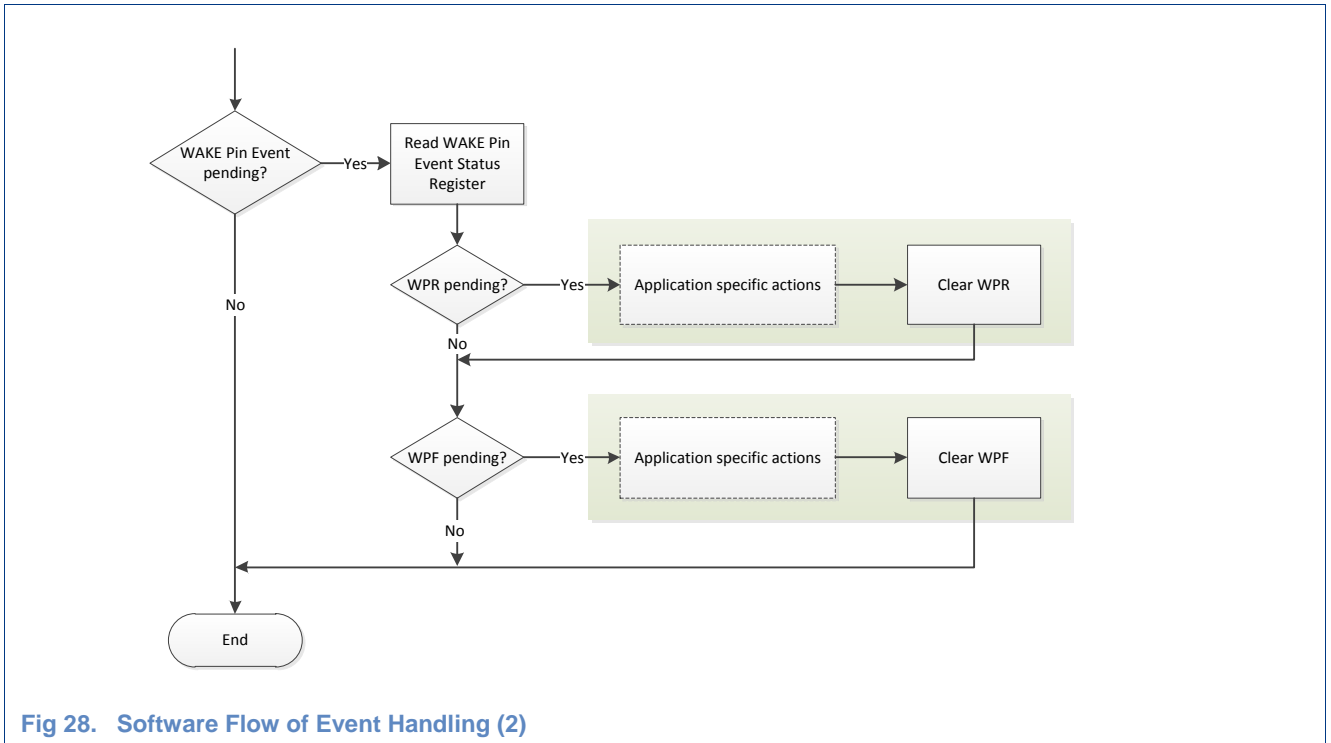 WAKE Pin Event
pending?
Yes
Read WAKE Pin
Event Status
Register
No
WPR pending?
Yes
Application specific actions
Clear WPR
No
WPF pending?
Yes
Application specific actions
Clear WPF
No
End
Fig 28. Software Flow of Event Handling (2)